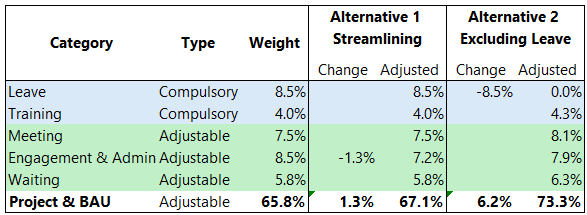 Category Type Weight Alternative 1 Streamlining Alternative 2 Excluding Leave
Change Adjusted Change Adjusted
Leave Compulsory 8.5% 8.5% -8.5% 0.0%
Training Compulsory 4.0% 4.0% 4.3%
Meeting Adjustable 7.5% 7.5% 8.1%
Engagement & Admin Adjustable 8.5% -1.3% 7.2% 7.9%
Waiting Adjustable 5.8% 5.8% 6.3%
Project & BAU Adjustable 65.8% 1.3% 67.1% 6.2% 73.3%